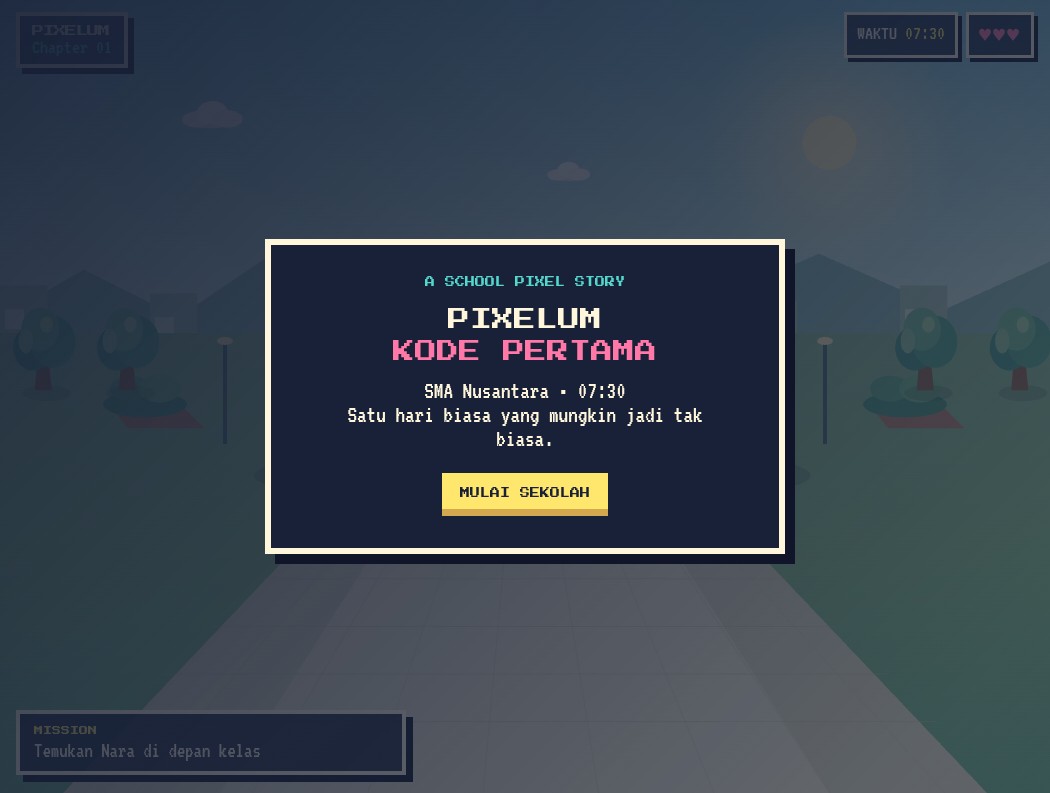 PIXELUM
Chapter 01
WAKTU 07:30
♥♥♥
A SCHOOL PIXEL STORY
PIXELUM
KODE PERTAMA
SMA Nusantara • 07:30
Satu hari biasa yang mungkin jadi tak
biasa.
MULAI SEKOLAH
MISSION
Temukan Nara di depan kelas